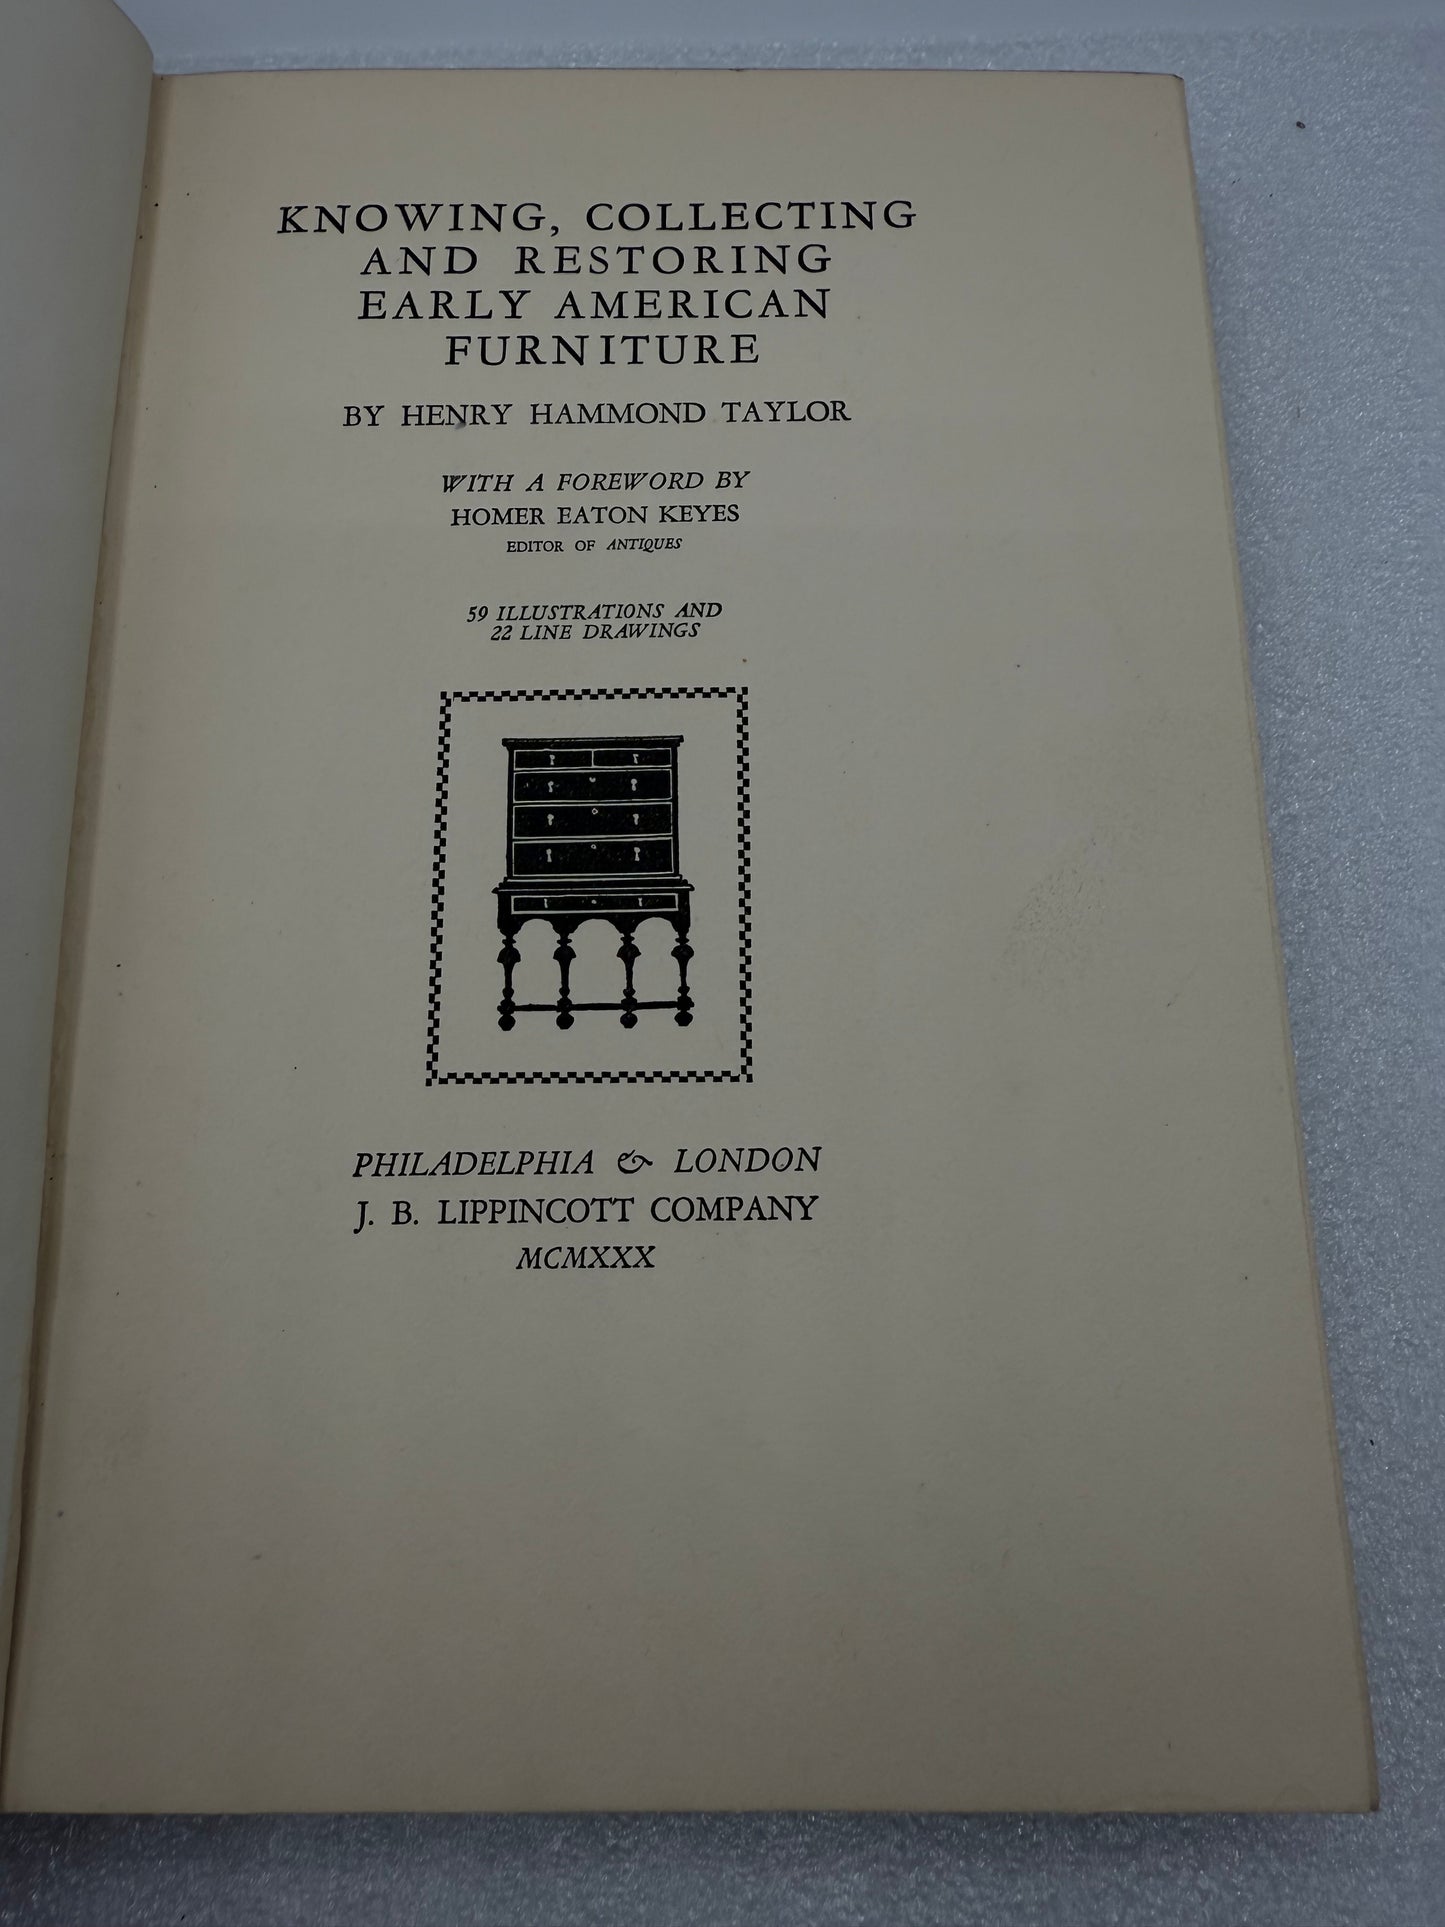 KNOWING, COLLECTING
AND RESTORING
EARLY AMERICAN
FURNITURE
BY HENRY HAMMOND TAYLOR
WITH A FOREWORD BY
HOMER EATON KEYES
EDITOR OF ANTIQUES
59 ILLUSTRATIONS AND
22 LINE DRAWINGS
PHILADELPHIA & LONDON
J. B. LIPPINCOTT COMPANY
MCMXXX